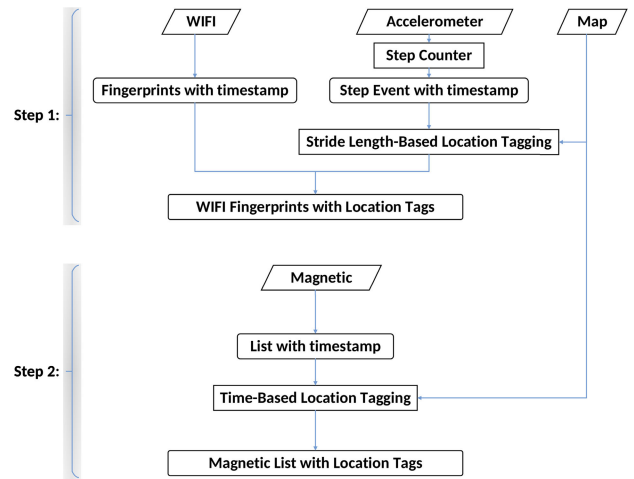 WIFI
Accelerometer
Map
Step Counter
Fingerprints with timestamp
Step Event with timestamp
Step 1:
Stride Length-Based Location Tagging
WIFI Fingerprints with Location Tags
Magnetic
List with timestamp
Step 2:
Time-Based Location Tagging
Magnetic List with Location Tags